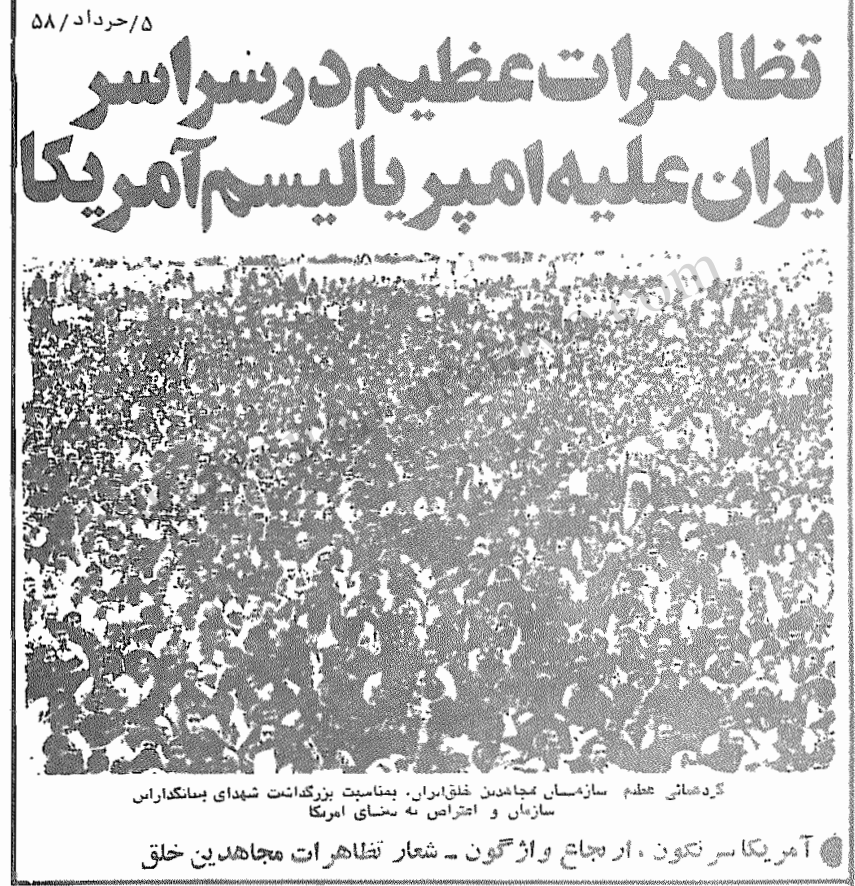 ۵/خرداد/۵۸
تظاهرات عظیم در سراسر
ایران علیه امپریالیسم آمریکا
گردهمائی عظیم سازمان مجاهدین خلق ایران، بمناسبت بزرگداشت شهدای بنیانگذاراس
سازمان و اعتراض به سنای امریکا
آمریکا سرنگون، ارتجاع واژگون ـ شعار تظاهرات مجاهدین خلق